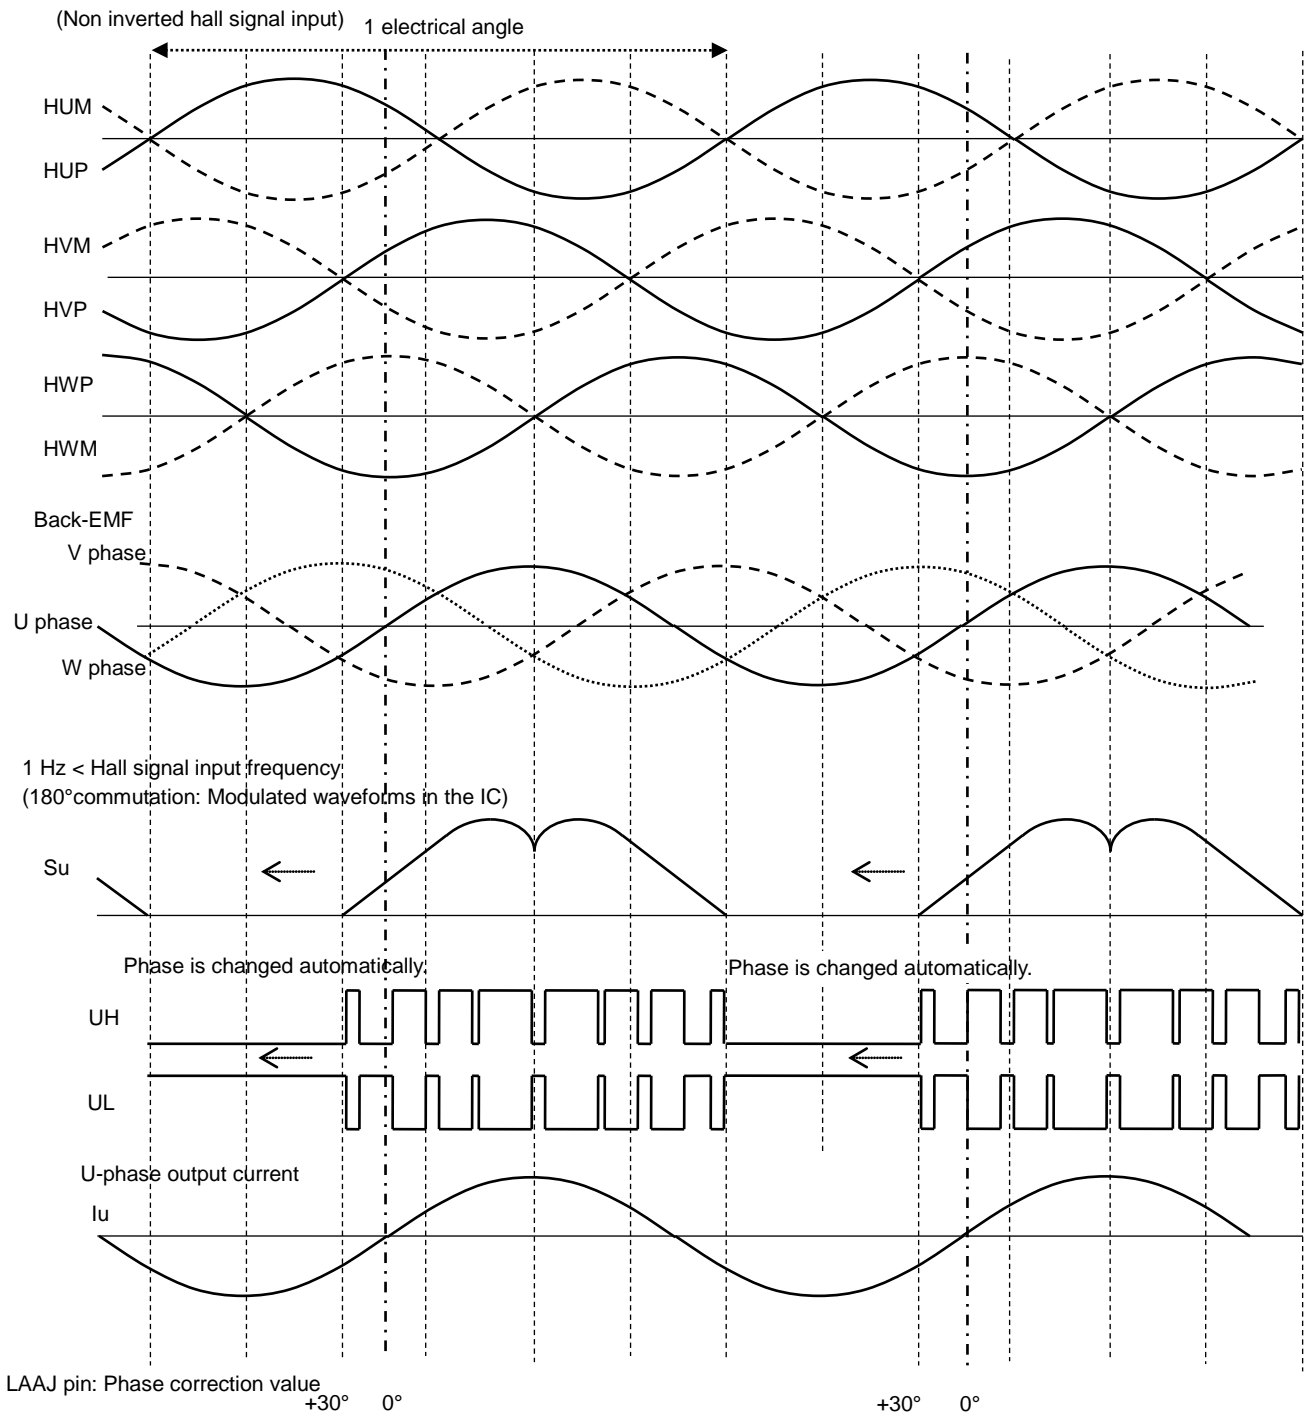 (Non inverted hall signal input)
1 electrical angle
HUM
HUP
HVM
HVP
HWP
HWM
Back-EMF
V phase
U phase
W phase
1 Hz < Hall signal input frequency
(180°commutation: Modulated waveforms in the IC)
Su
Phase is changed automatically.
Phase is changed automatically.
UH
UL
U-phase output current
Iu
LAAJ pin: Phase correction value
+30° 0° +30° 0°